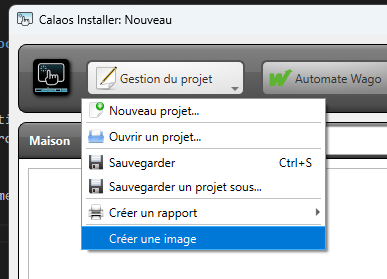 Calaos Installer: Nouveau
Gestion du projet
Automate Wago
Nouveau projet...
Ouvrir un projet...
Sauvegarder Ctrl+S
Sauvegarder un projet sous...
Créer un rapport
Créer une image
Maison